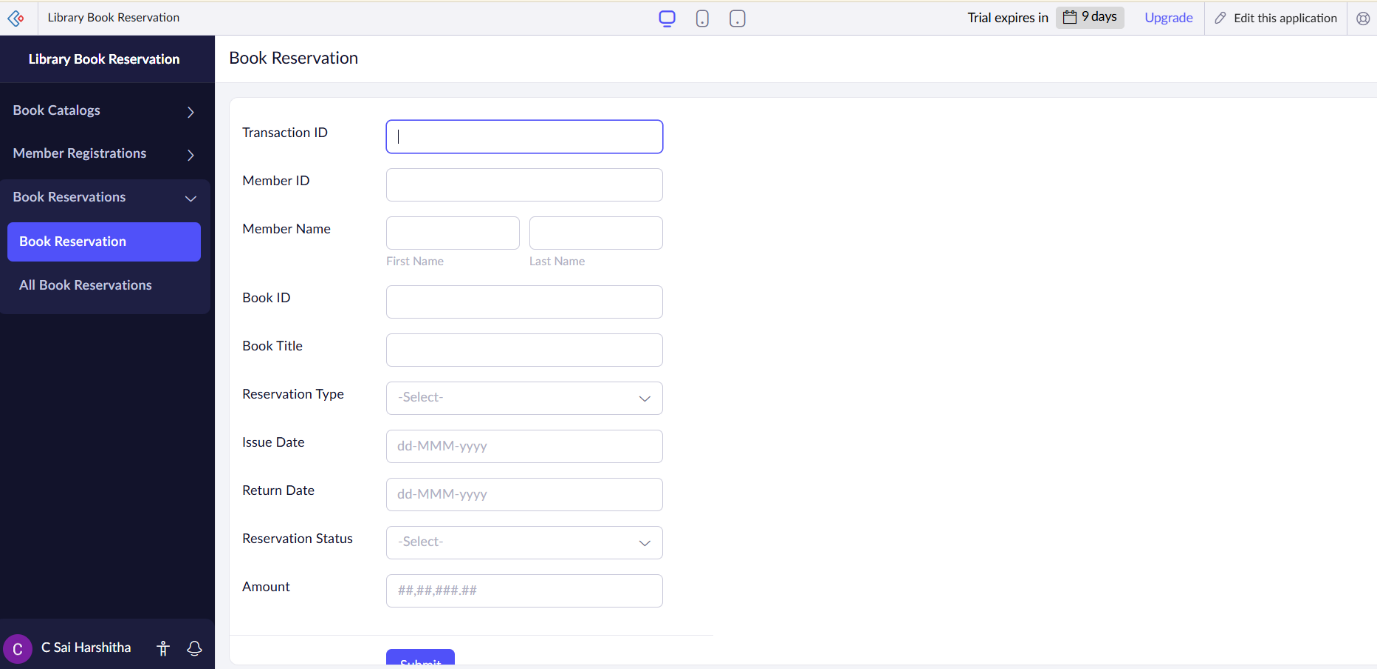 Library Book Reservation
Trial expires in 9 days Upgrade Edit this application
Library Book Reservation
Book Catalogs
Member Registrations
Book Reservations
Book Reservation
All Book Reservations
C C Sai Harshitha
Book Reservation
Transaction ID
Member ID
Member Name
First Name Last Name
Book ID
Book Title
Reservation Type -Select-
Issue Date dd-MMM-yyyy
Return Date dd-MMM-yyyy
Reservation Status -Select-
Amount ##,##,###.##
Submit